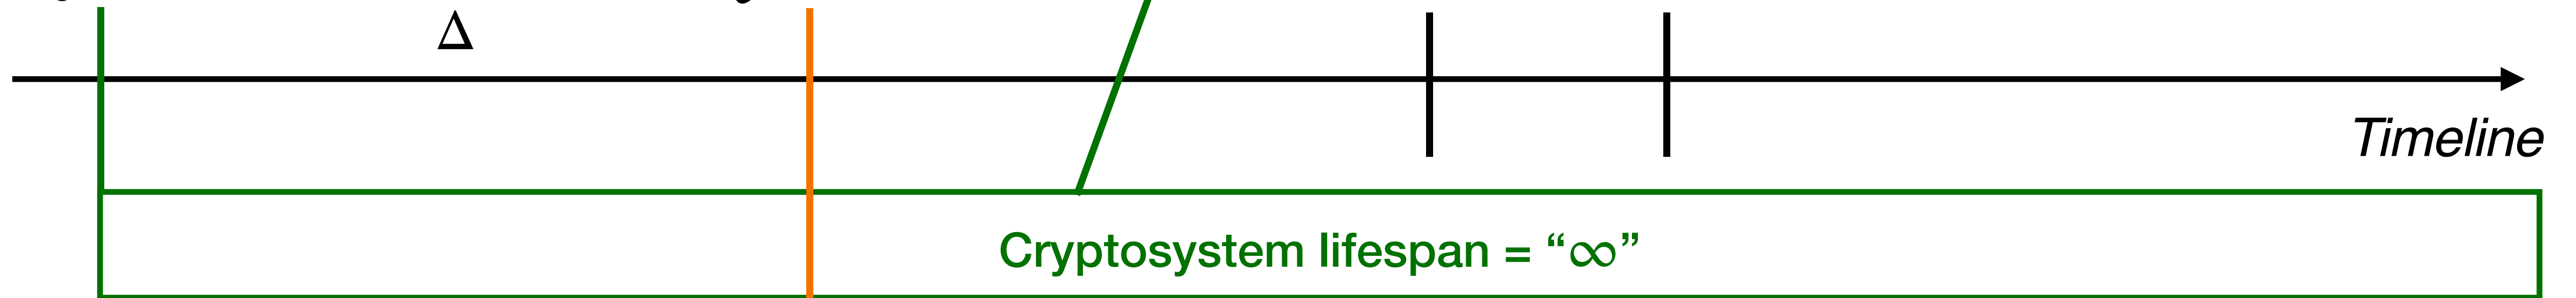 Δ
Timeline
Cryptosystem lifespan = “∞”